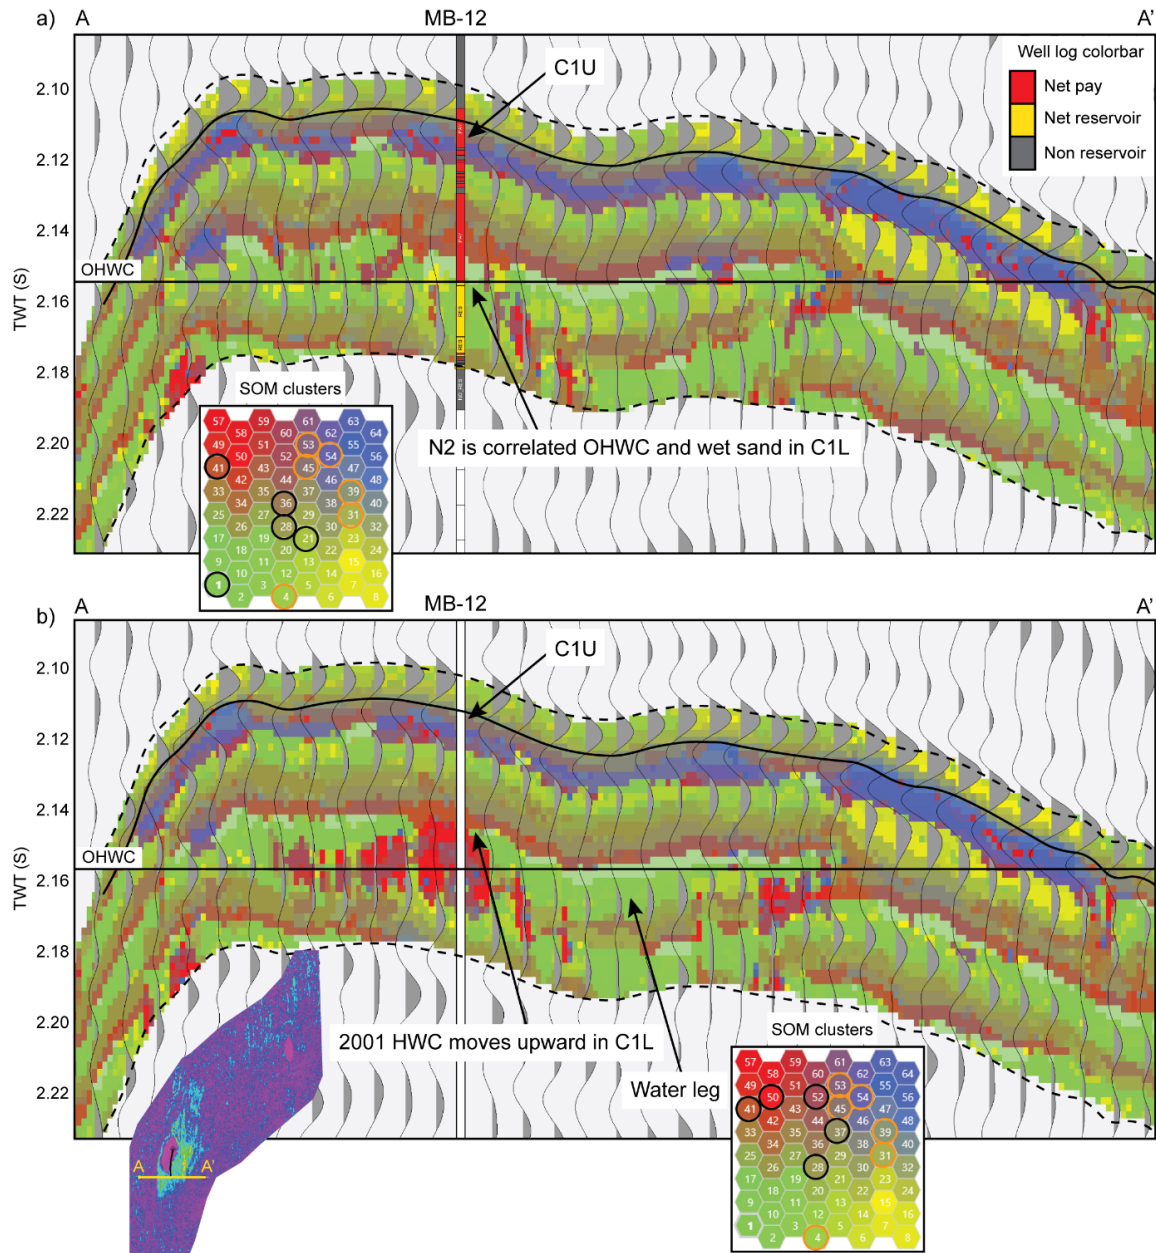 a)
A
MB-12
A'
C1U
Well log colorbar
Net pay
Net reservoir
Non reservoir
2.10
2.12
2.14
2.16
2.18
2.20
2.22
TWT (S)
OHWC
PAY
RES
RES
NO_RES
N2 is correlated OHWC and wet sand in C1L
SOM clusters
57 59 61 63
58 60 62 64
49 51 53 55
50 52 54 56
41 43 45 47
42 44 46 48
33 35 37 39
34 36 38 40
25 27 29 31
26 28 30 32
17 19 21 23
18 20 22 24
9 11 13 15
10 12 14 16
1 3 5 7
2 4 6 8
b)
A
MB-12
A'
C1U
2.10
2.12
2.14
2.16
2.18
2.20
2.22
TWT (S)
OHWC
2001 HWC moves upward in C1L
Water leg
SOM clusters
57 59 61 63
58 60 62 64
49 51 53 55
50 52 54 56
41 43 45 47
42 44 46 48
33 35 37 39
34 36 38 40
25 27 29 31
26 28 30 32
17 19 21 23
18 20 22 24
9 11 13 15
10 12 14 16
1 3 5 7
2 4 6 8
A A'